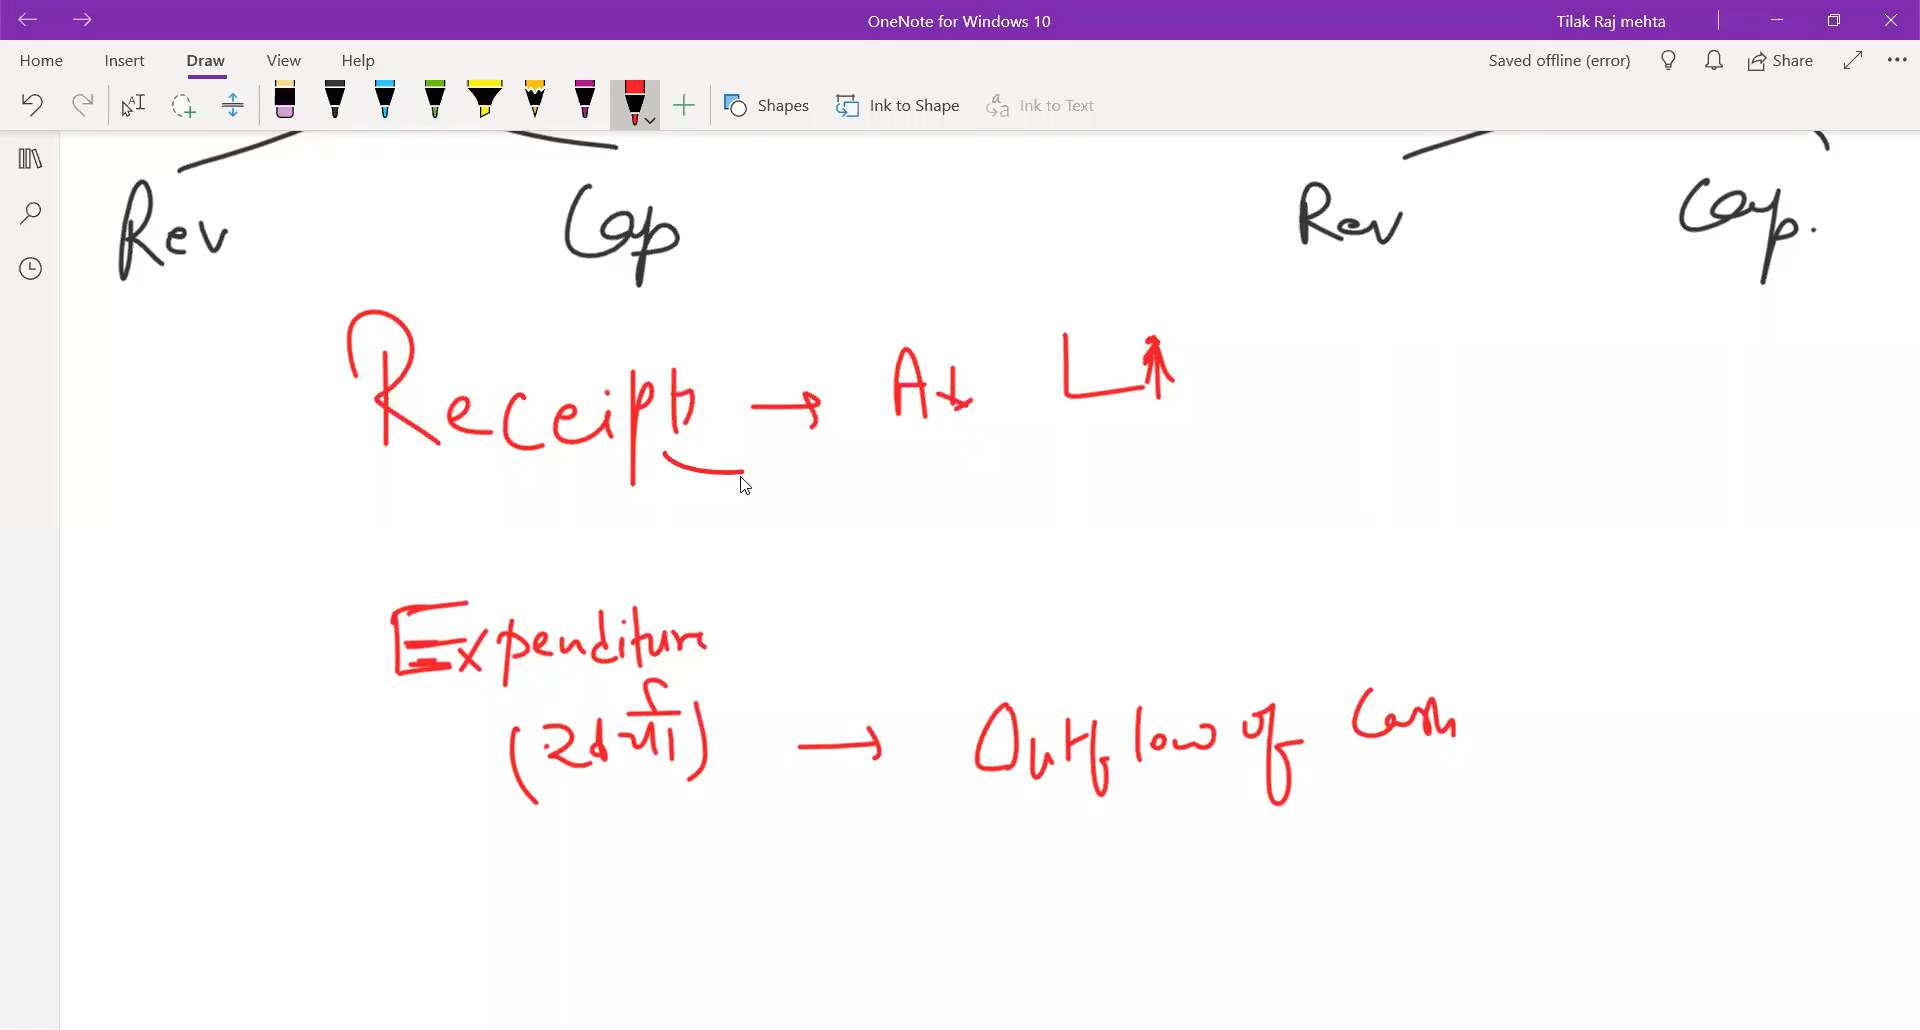 OneNote for Windows 10
Tilak Raj mehta
Home Insert Draw View Help
Saved offline (error) Share
Shapes Ink to Shape Ink to Text
Rev Cap Rev Cap.
Receipt → A↓ L↑
Expenditure
→ Outflow of Cash